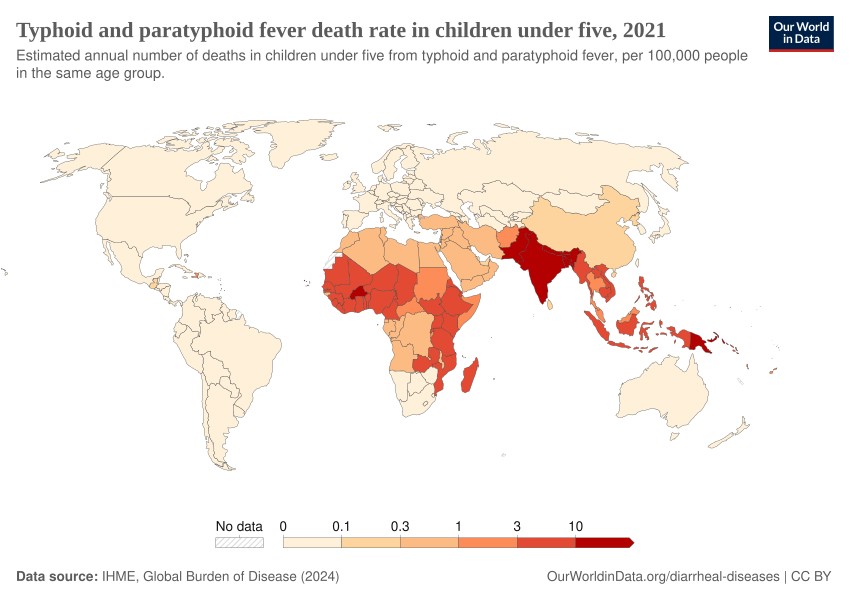 Typhoid and paratyphoid fever death rate in children under five, 2021
Our World
in Data
Estimated annual number of deaths in children under five from typhoid and paratyphoid fever, per 100,000 people
in the same age group.
No data 0 0.1 0.3 1 3 10
Data source: IHME, Global Burden of Disease (2024)
OurWorldinData.org/diarrheal-diseases | CC BY